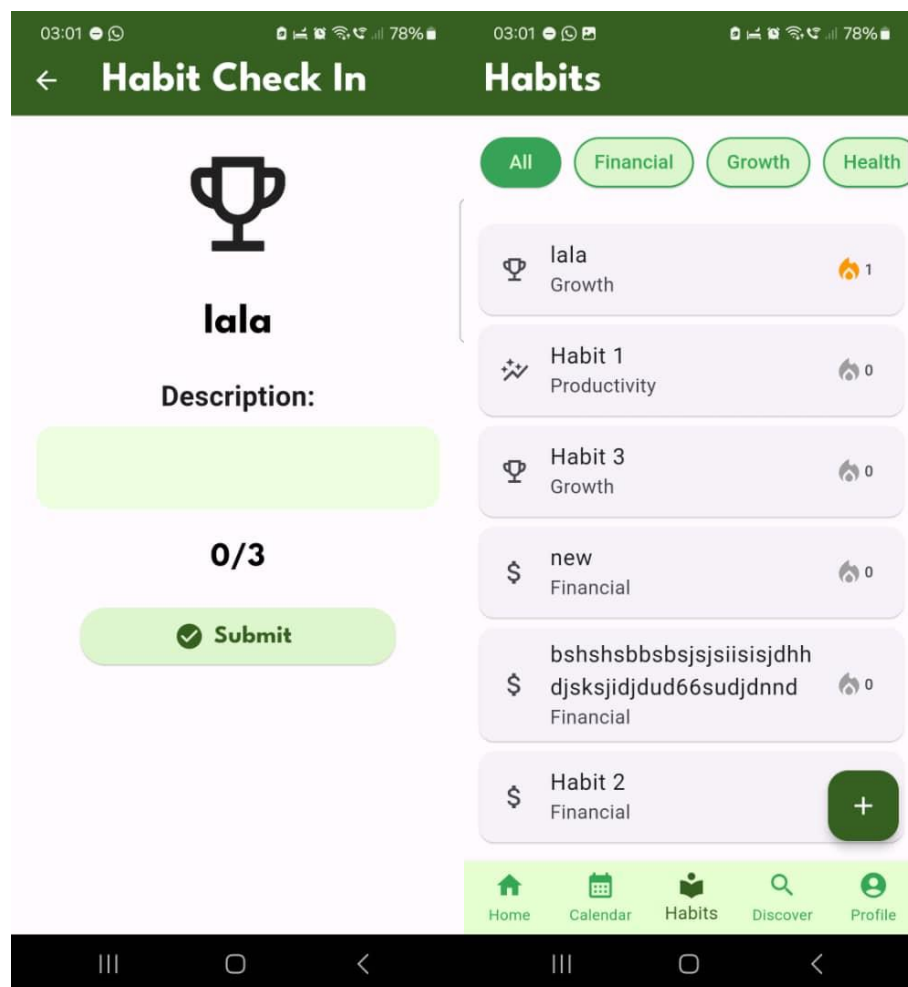 03:01
78%
Habit Check In
lala
Description:
0/3
Submit
03:01
78%
Habits
All
Financial
Growth
Health
lala
Growth
1
Habit 1
Productivity
0
Habit 3
Growth
0
$
new
Financial
0
$
bshshsbbsbsjsjsiisisjdhh
djsksjidjdud66sudjdnnd
Financial
0
$
Habit 2
Financial
+
Home
Calendar
Habits
Discover
Profile